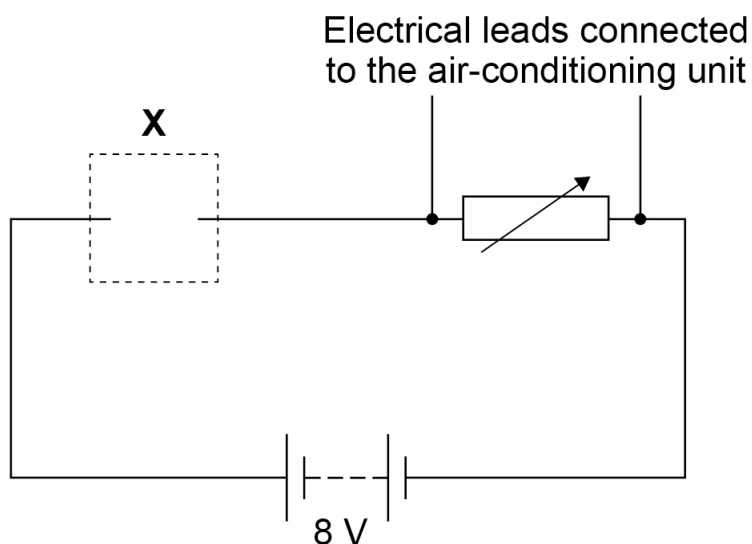 Electrical leads connected
to the air-conditioning unit
X
8 V